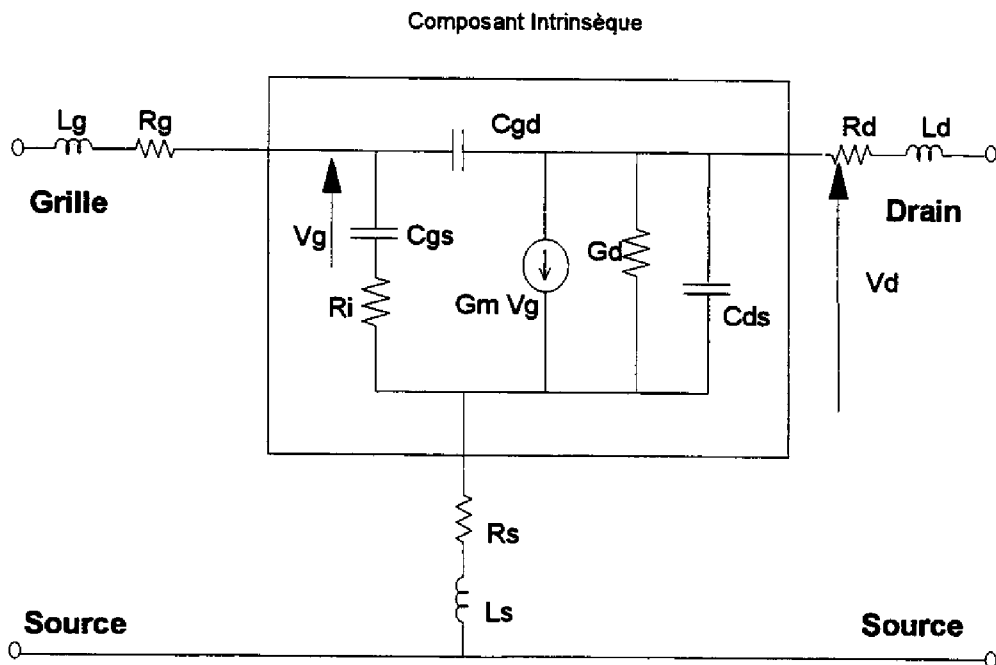 Composant Intrinsèque
Lg
Rg
Cgd
Rd
Ld
Grille
Drain
Vg
Cgs
Gd
Vd
Ri
Gm Vg
Cds
Rs
Ls
Source
Source